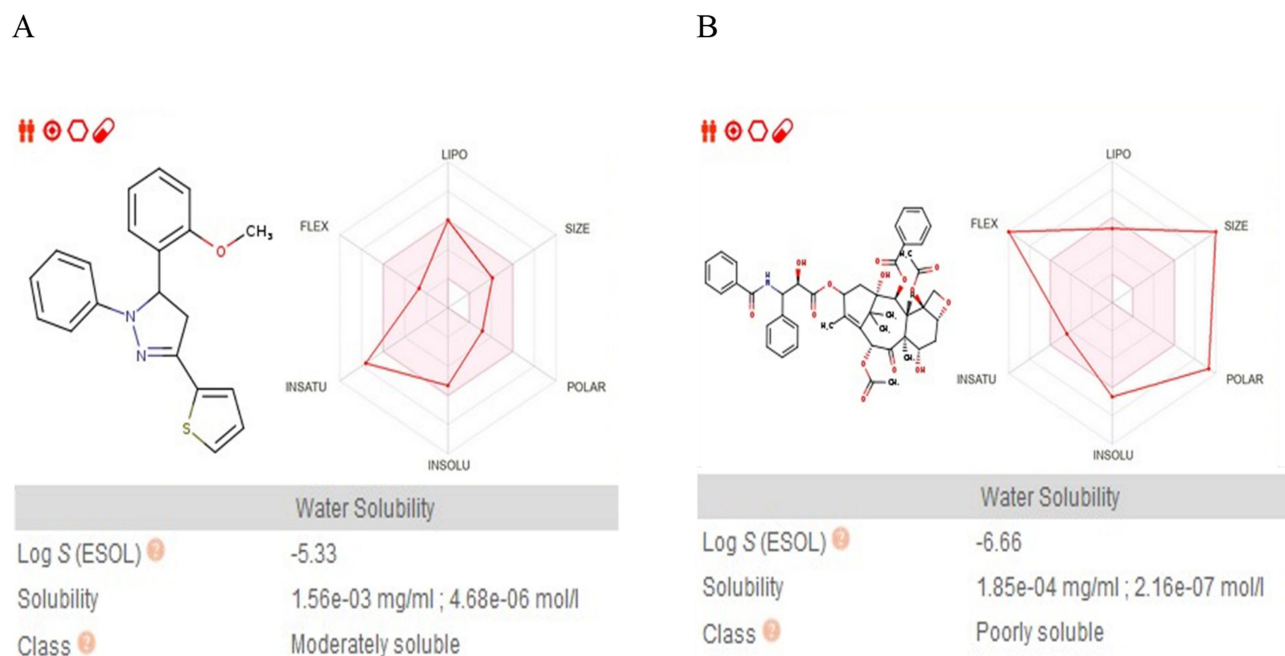 A
B
LIPO
FLEX
SIZE
INSATU
POLAR
INSOLU
O
CH₃
N
N
S
Water Solubility
Log S (ESOL) ?
-5.33
Solubility
1.56e-03 mg/ml ; 4.68e-06 mol/l
Class ?
Moderately soluble
LIPO
FLEX
SIZE
INSATU
POLAR
INSOLU
Water Solubility
Log S (ESOL) ?
-6.66
Solubility
1.85e-04 mg/ml ; 2.16e-07 mol/l
Class ?
Poorly soluble